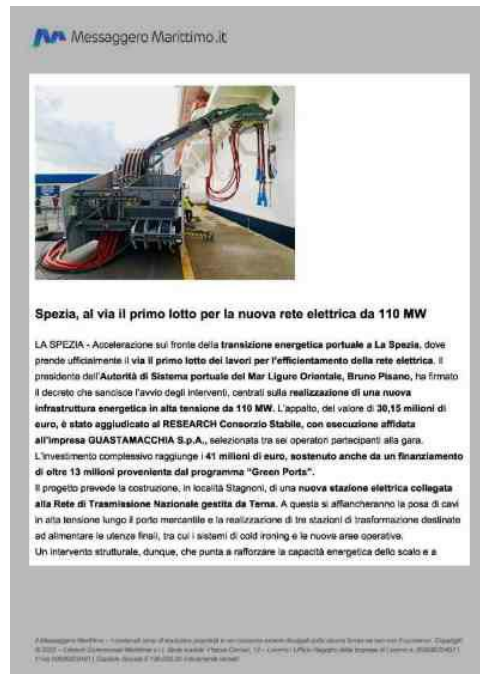 Messaggero Marittimo.it
Spezia, al via il primo lotto per la nuova rete elettrica da 110 MW
LA SPEZIA - Accelerazione sul fronte della transizione energetica portuale a La Spezia, dove
prende ufficialmente il via il primo lotto dei lavori per l'efficientamento della rete elettrica. Il
presidente dell'Autorità di Sistema portuale del Mar Ligure Orientale, Bruno Pisano, ha firmato
il decreto che sancisce l'avvio degli interventi, centrati sulla realizzazione di una nuova
infrastruttura energetica in alta tensione da 110 MW. L'appalto, del valore di 30,15 milioni di
euro, è stato aggiudicato al RESEARCH Consorzio Stabile, con esecuzione affidata
all'impresa GUASTAMACCHIA S.p.A., selezionata tra sei operatori partecipanti alla gara.
L'investimento complessivo raggiunge i 41 milioni di euro, sostenuto anche da un finanziamento
di oltre 13 milioni proveniente dal programma "Green Ports".
Il progetto prevede la costruzione, in località Stagnoni, di una nuova stazione elettrica collegata
alla Rete di Trasmissione Nazionale gestita da Terna. A questa si affiancheranno la posa di cavi
in alta tensione lungo il porto mercantile e la realizzazione di tre stazioni di trasformazione destinate
ad alimentare le utenze finali, tra cui i sistemi di cold ironing e le nuove aree operative.
Un intervento strutturale, dunque, che punta a rafforzare la capacità energetica dello scalo e a